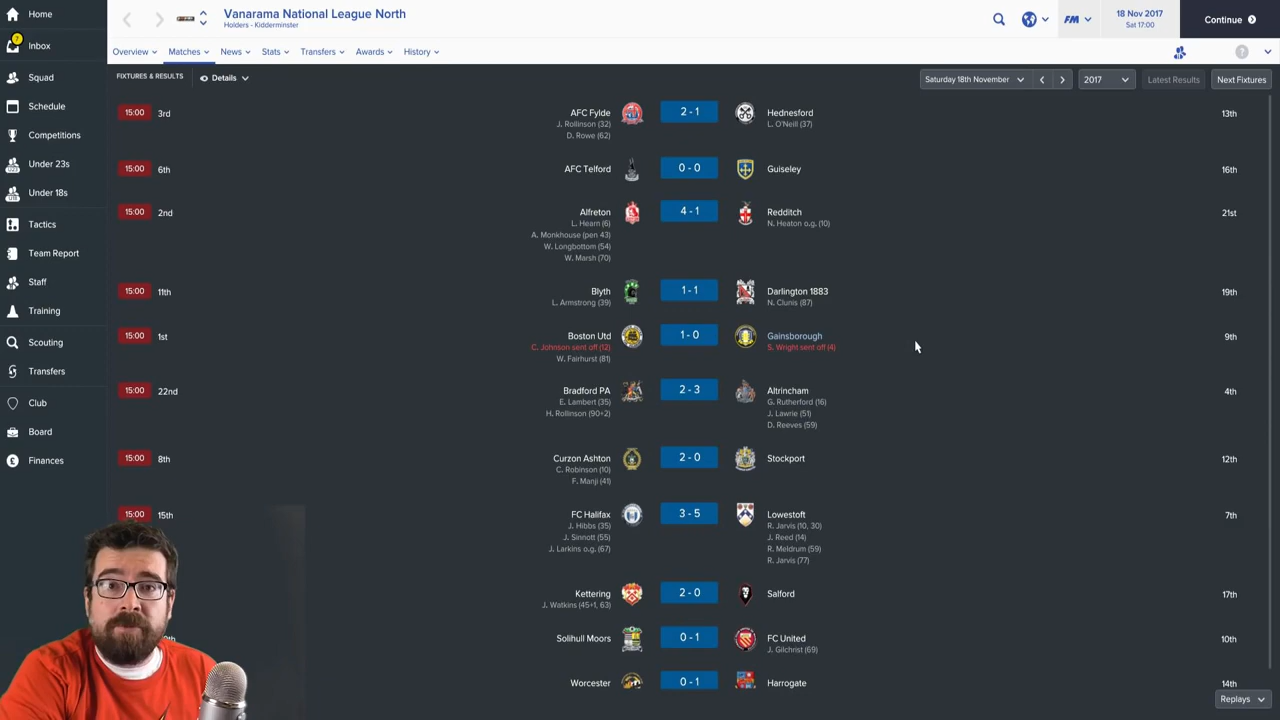 Home
7
Inbox
Squad
Schedule
Competitions
Under 23s
Under 18s
Tactics
Team Report
Staff
Training
Scouting
Transfers
Club
Board
Finances
Vanarama National League North
Holders - Kidderminster
FM
18 Nov 2017
Sat 17:00
Continue
Overview Matches News Stats Transfers Awards History
FIXTURES & RESULTS Details
Saturday 18th November 2017 Latest Results Next Fixtures
15:00 3rd AFC Fylde 2 - 1 Hednesford 13th
J. Rollinson (32) L. O'Neill (37)
D. Rowe (62)
15:00 6th AFC Telford 0 - 0 Guiseley 16th
15:00 2nd Alfreton 4 - 1 Redditch 21st
L. Hearn (6) N. Heaton o.g. (10)
A. Monkhouse (pen 43)
W. Longbottom (54)
W. Marsh (70)
15:00 11th Blyth 1 - 1 Darlington 1883 19th
L. Armstrong (39) N. Clunis (87)
15:00 1st Boston Utd 1 - 0 Gainsborough 9th
C. Johnson sent off (12) S. Wright sent off (4)
W. Fairhurst (81)
15:00 22nd Bradford PA 2 - 3 Altrincham 4th
E. Lambert (35) G. Rutherford (16)
H. Rollinson (90+2) J. Lawrie (51)
D. Reeves (59)
15:00 8th Curzon Ashton 2 - 0 Stockport 12th
C. Robinson (10)
F. Manji (41)
15:00 15th FC Halifax 3 - 5 Lowestoft 7th
J. Hibbs (35) R. Jarvis (10, 30)
J. Sinnott (55) J. Reed (14)
J. Larkins o.g. (67) R. Meldrum (59)
R. Jarvis (77)
Kettering 2 - 0 Salford 17th
J. Watkins (45+1, 63)
Solihull Moors 0 - 1 FC United 10th
J. Gilchrist (69)
Worcester 0 - 1 Harrogate 14th
Replays